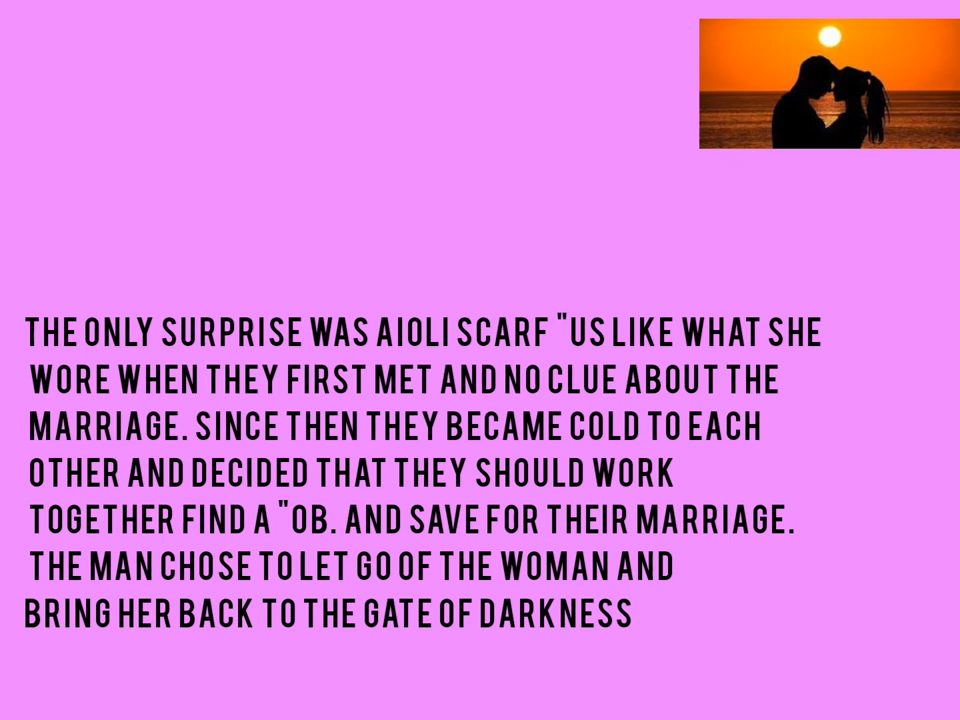 THE ONLY SURPRISE WAS AIOLI SCARF "US LIKE WHAT SHE
WORE WHEN THEY FIRST MET AND NO CLUE ABOUT THE
MARRIAGE. SINCE THEN THEY BECAME COLD TO EACH
OTHER AND DECIDED THAT THEY SHOULD WORK
TOGETHER FIND A "OB. AND SAVE FOR THEIR MARRIAGE.
THE MAN CHOSE TO LET GO OF THE WOMAN AND
BRING HER BACK TO THE GATE OF DARKNESS